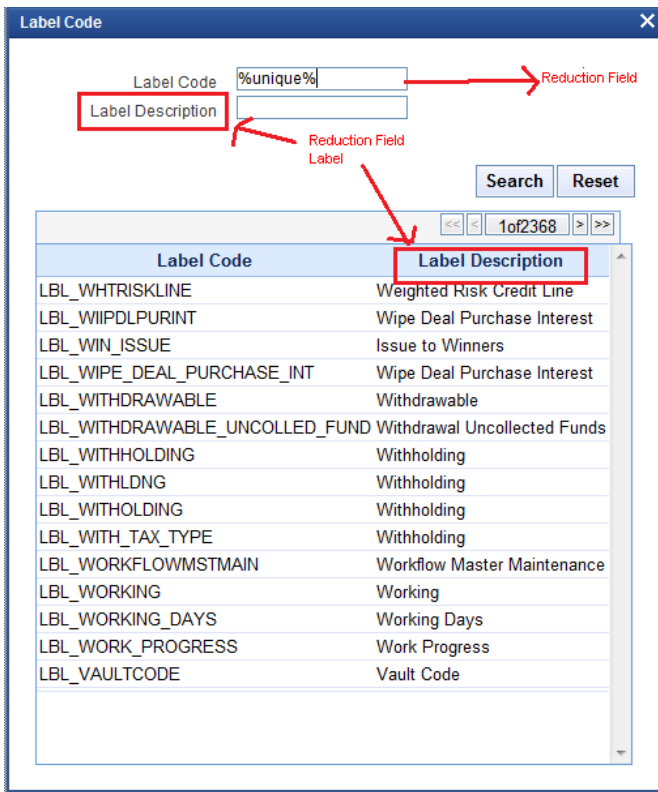 Label Code
Label Code %unique% Reduction Field
Label Description
Reduction Field
Label
Search Reset
<< < 1of2368 > >>
Label Code Label Description
LBL_WHTRISKLINE Weighted Risk Credit Line
LBL_WIIPDLPURINT Wipe Deal Purchase Interest
LBL_WIN_ISSUE Issue to Winners
LBL_WIPE_DEAL_PURCHASE_INT Wipe Deal Purchase Interest
LBL_WITHDRAWABLE Withdrawable
LBL_WITHDRAWABLE_UNCOLLED_FUND Withdrawal Uncollected Funds
LBL_WITHHOLDING Withholding
LBL_WITHLDNG Withholding
LBL_WITHOLDING Withholding
LBL_WITH_TAX_TYPE Withholding
LBL_WORKFLOWMSTMAIN Workflow Master Maintenance
LBL_WORKING Working
LBL_WORKING_DAYS Working Days
LBL_WORK_PROGRESS Work Progress
LBL_VAULTCODE Vault Code